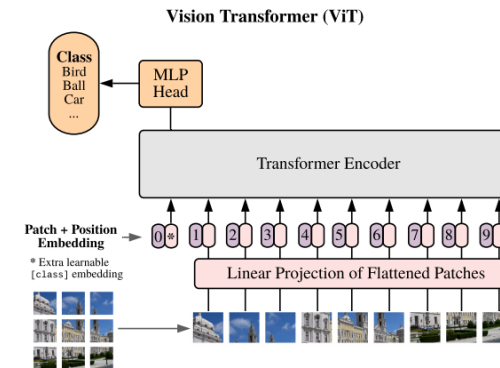 Vision Transformer (ViT)
Class
Bird
Ball
Car
...
MLP
Head
Transformer Encoder
Patch + Position
Embedding
0 * 1 2 3 4 5 6 7 8 9
* Extra learnable
[class] embedding
Linear Projection of Flattened Patches